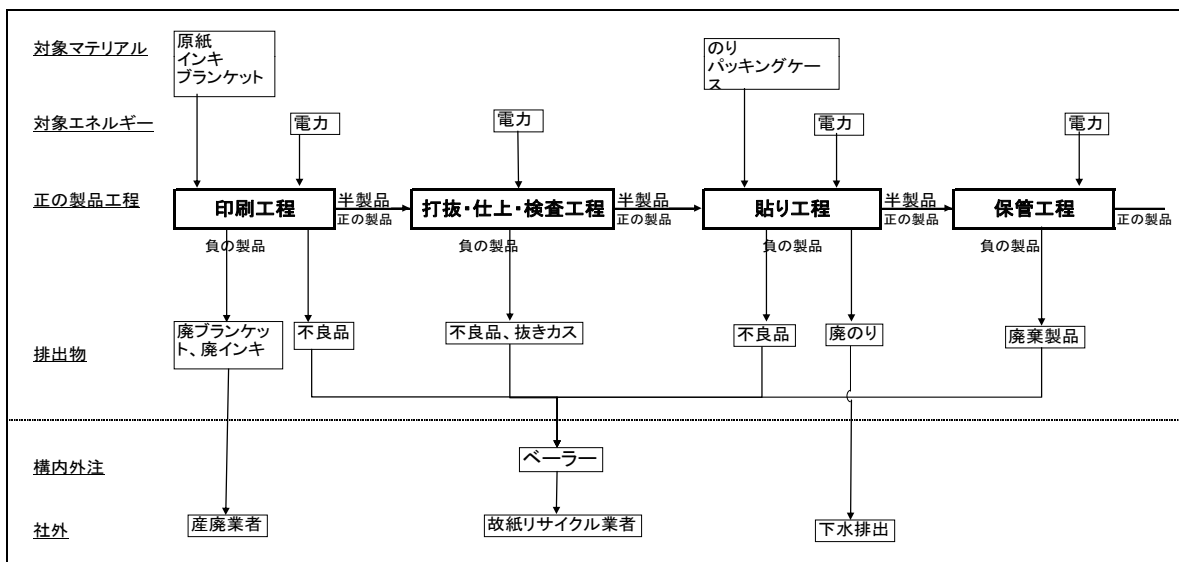 対象マテリアル
原紙
インキ
ブランケット
のり
パッキングケー
ス
対象エネルギー
電力
電力
電力
電力
正の製品工程
印刷工程
半製品
正の製品
打抜・仕上・検査工程
半製品
正の製品
貼り工程
半製品
正の製品
保管工程
正の製品
負の製品
負の製品
負の製品
負の製品
排出物
廃ブランケッ
ト、廃インキ
不良品
不良品、抜きカス
不良品
廃のり
廃棄製品
構内外注
ベーラー
社外
産廃業者
故紙リサイクル業者
下水排出